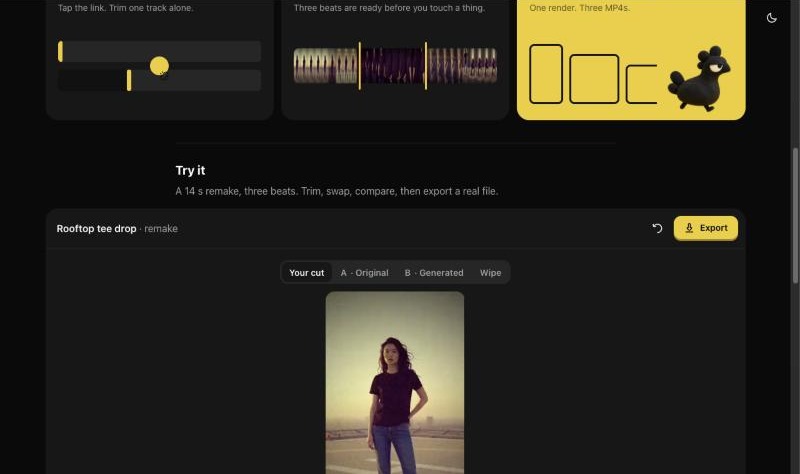 Tap the link. Trim one track alone.
Three beats are ready before you touch a thing.
One render. Three MP4s.
Try it
A 14 s remake, three beats. Trim, swap, compare, then export a real file.
Rooftop tee drop · remake
Export
Your cut
A · Original
B · Generated
Wipe